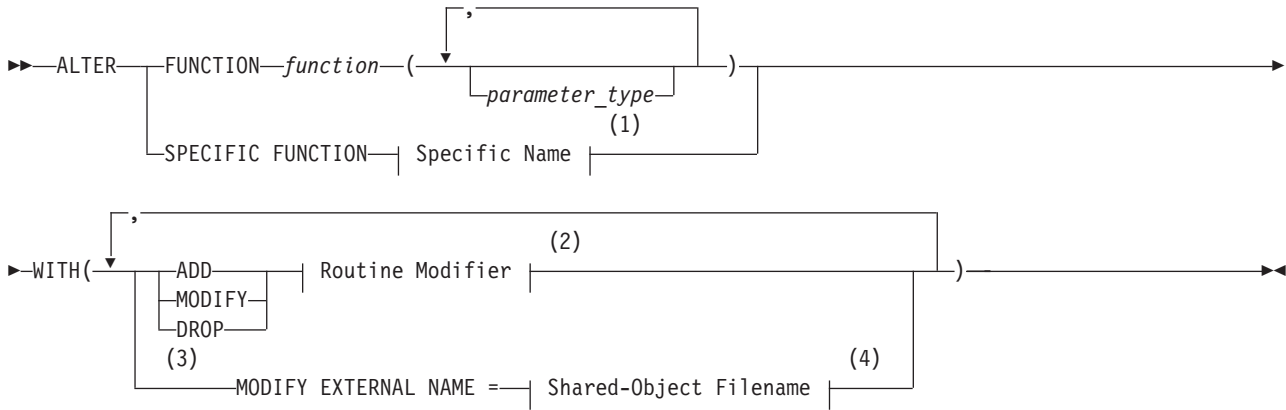 ,
ALTER FUNCTION function ( parameter_type )
(1)
SPECIFIC FUNCTION Specific Name
,
(2)
WITH( ADD Routine Modifier )
MODIFY
DROP
(3) (4)
MODIFY EXTERNAL NAME = Shared-Object Filename